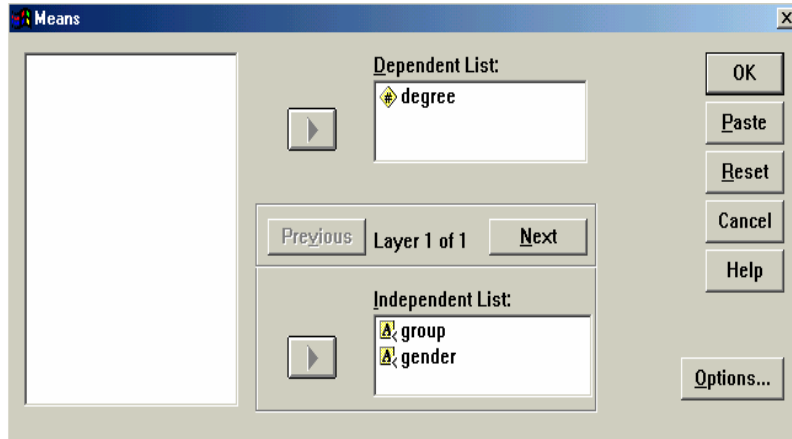 Means
Dependent List:
degree
OK
Paste
Reset
Cancel
Help
Previous
Layer 1 of 1
Next
Independent List:
group
gender
Options...